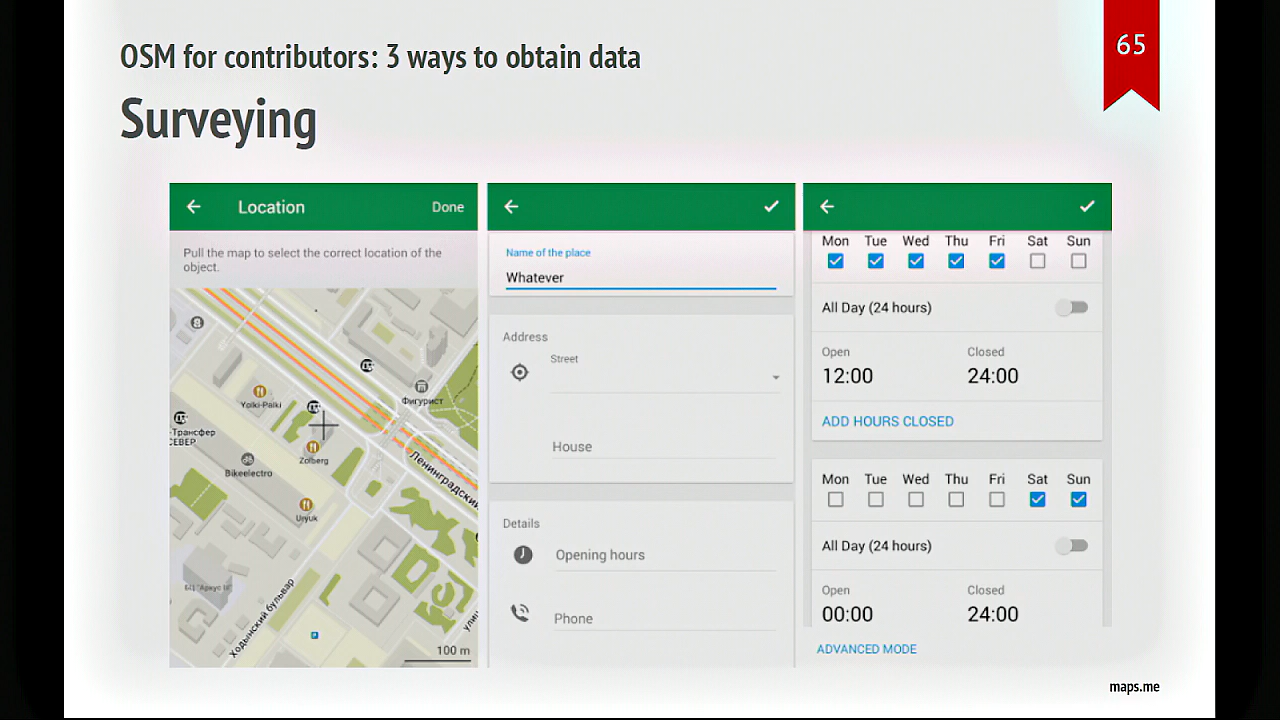 OSM for contributors: 3 ways to obtain data
65
Surveying
Location
Done
Pull the map to select the correct location of the
object.
Yolki-Palki
Фигурист
-Трансфер
СЕВЕР
Zolberg
Bikeelectro
Ленинградский
Uryuk
Ходынский бульвар
улиц
100 m
Name of the place
Whatever
Address
Street
House
Details
Opening hours
Phone
Mon Tue Wed Thu Fri Sat Sun
All Day (24 hours)
Open Closed
12:00 24:00
ADD HOURS CLOSED
Mon Tue Wed Thu Fri Sat Sun
All Day (24 hours)
Open Closed
00:00 24:00
ADVANCED MODE
maps.me